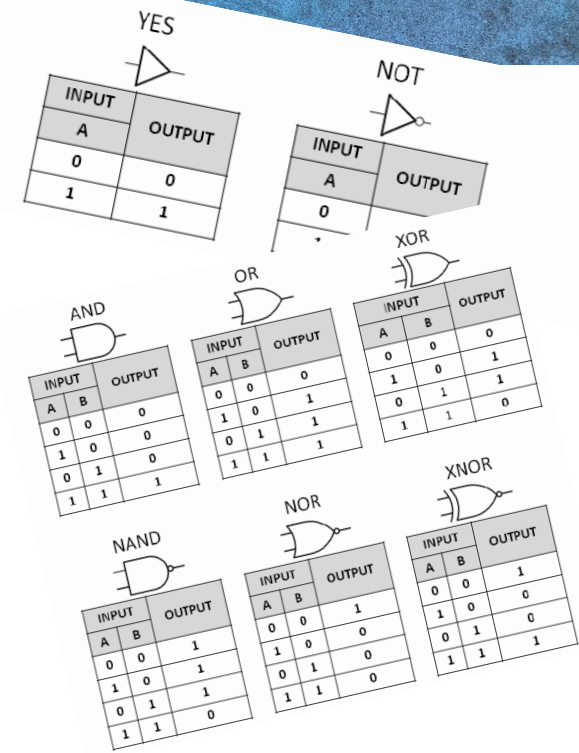 YES
INPUT OUTPUT
A
0 0
1 1
NOT
INPUT OUTPUT
A
0
XOR
INPUT OUTPUT
A B
0 0 0
1 0 1
0 1 1
1 1 0
OR
INPUT OUTPUT
A B
0 0 0
1 0 1
0 1 1
1 1 1
AND
INPUT OUTPUT
A B
0 0 0
1 0 0
0 1 0
1 1 1
XNOR
INPUT OUTPUT
A B
0 0 1
1 0 0
0 1 0
1 1 1
NOR
INPUT OUTPUT
A B
0 0 1
1 0 0
0 1 0
1 1 0
NAND
INPUT OUTPUT
A B
0 0 1
1 0 1
0 1 1
1 1 0